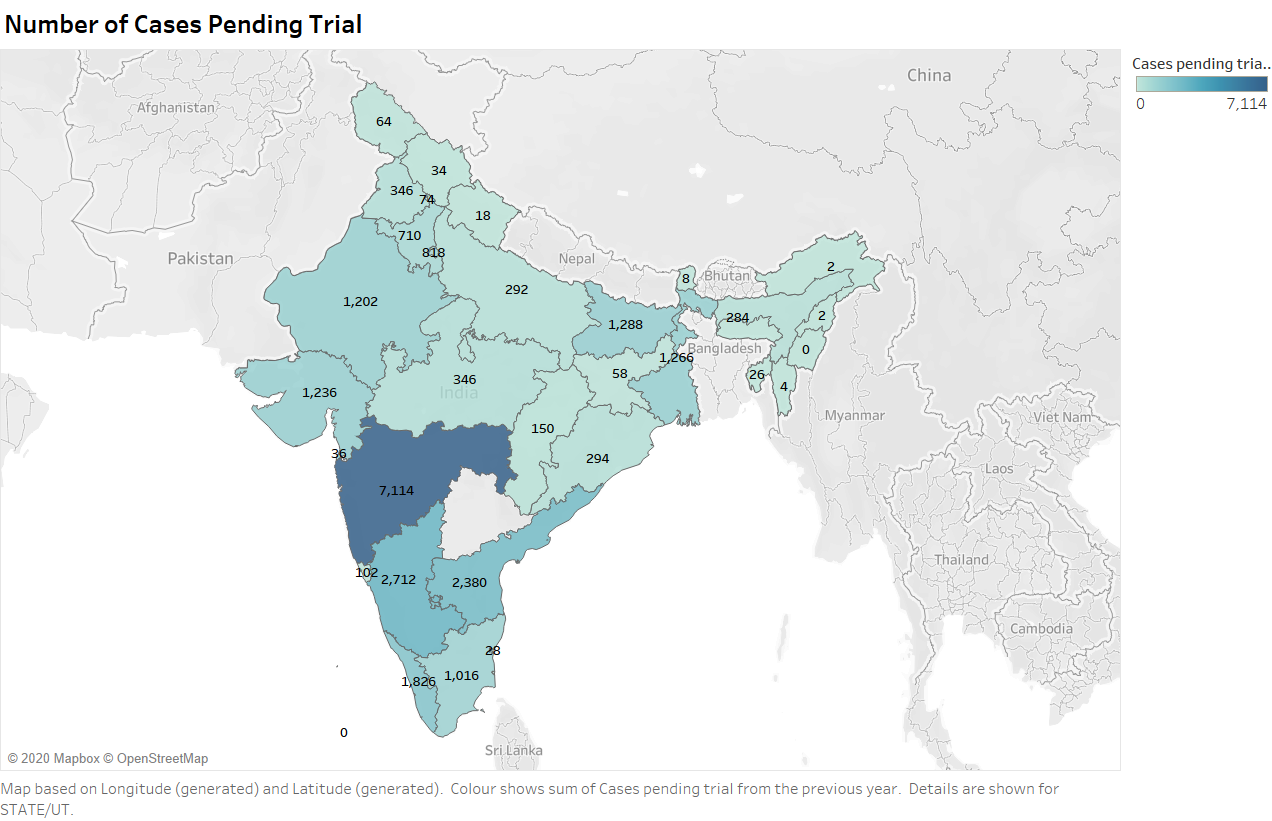 Number of Cases Pending Trial
Cases pending tria..
0 7,114
China
Afghanistan
64
34
346
74
18
Pakistan
710
818
Nepal
2
8
Bhutan
292
1,202
284
2
1,288
Bangladesh
0
1,266
58
26
346
4
India
1,236
Myanmar
Viet Nam
150
36
294
Laos
7,114
Thailand
102
2,712
2,380
Cambodia
28
1,826
1,016
0
Sri Lanka
© 2020 Mapbox © OpenStreetMap
Map based on Longitude (generated) and Latitude (generated).  Colour shows sum of Cases pending trial from the previous year.  Details are shown for
STATE/UT.